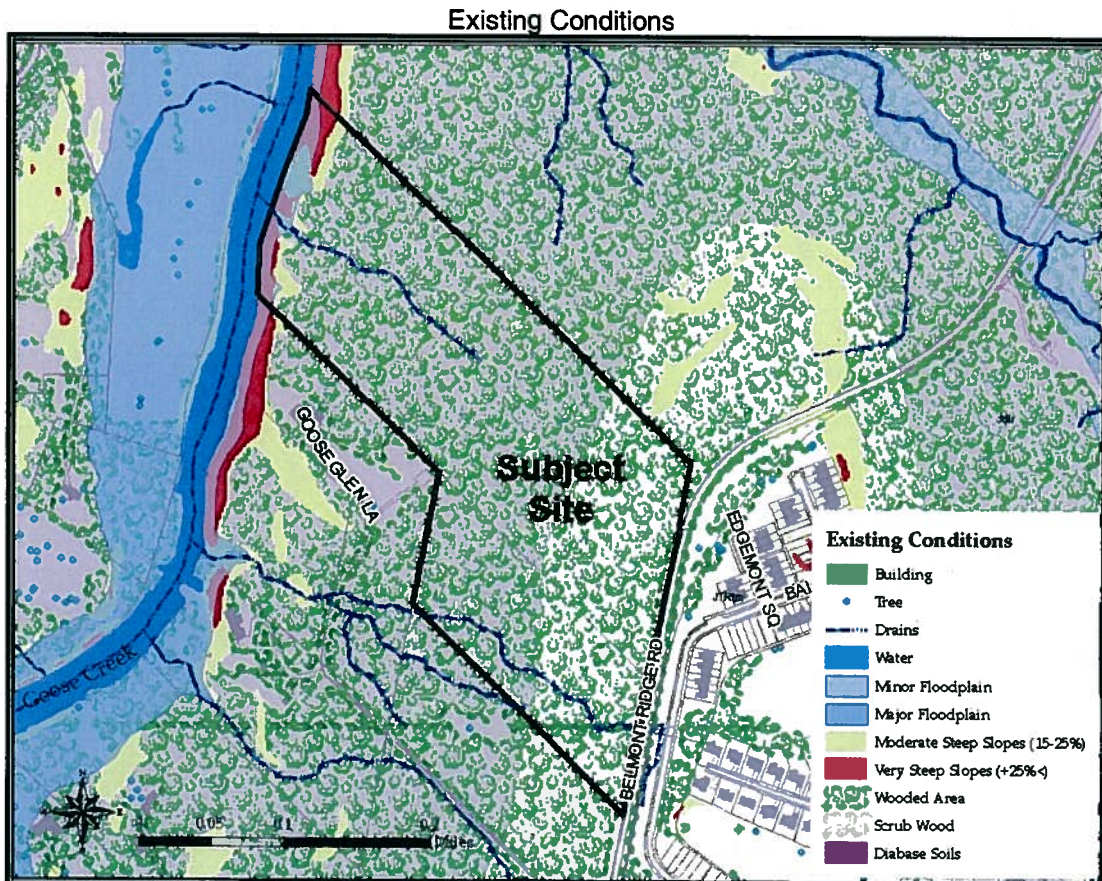 Existing Conditions
GOOSE GLEN LA
Subject
Site
EDGEMONT SQ
BELMONT RIDGE RD
Goose Creek
0.05
0.1
0.2
Miles
Existing Conditions
Building
Tree
Drains
Water
Minor Floodplain
Major Floodplain
Moderate Steep Slopes (15-25%)
Very Steep Slopes (+25%<)
Wooded Area
Scrub Wood
Diabase Soils